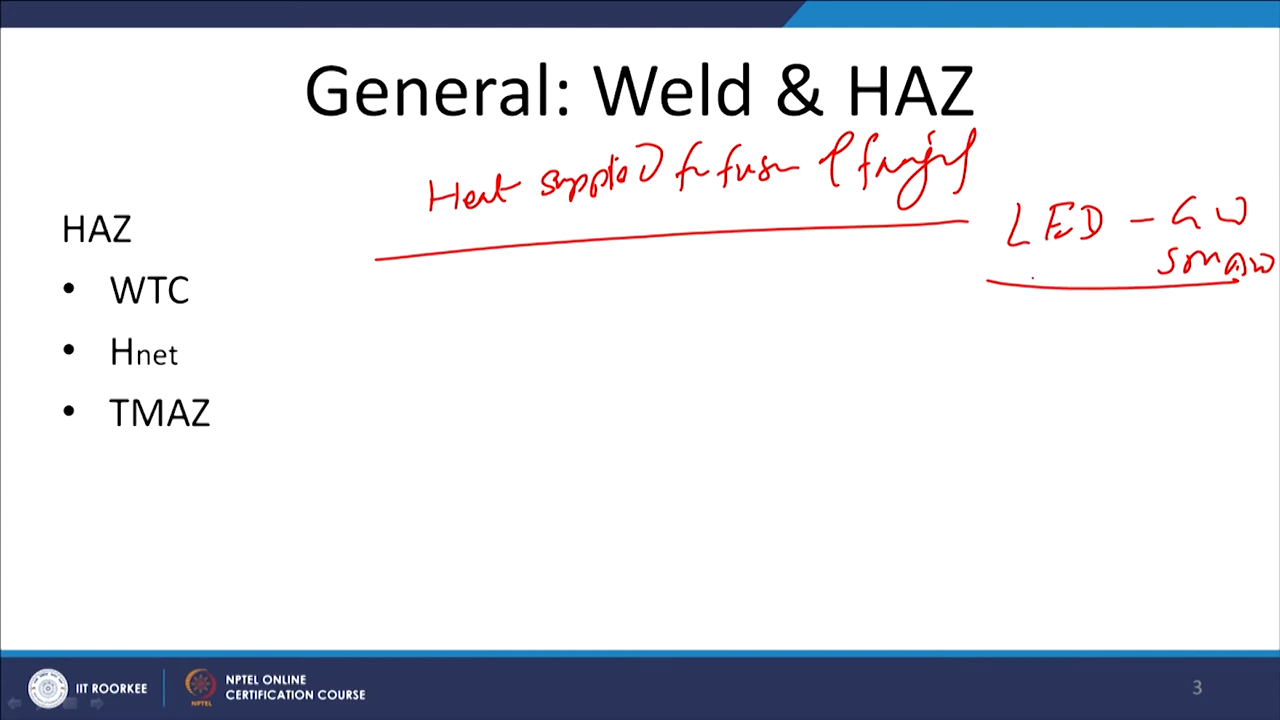 General: Weld & HAZ
Heat supplied for fusion
LED - GW
SMAW
HAZ
• WTC
• Hnet
• TMAZ
IIT ROORKEE
NPTEL ONLINE
CERTIFICATION COURSE
NPTEL
3